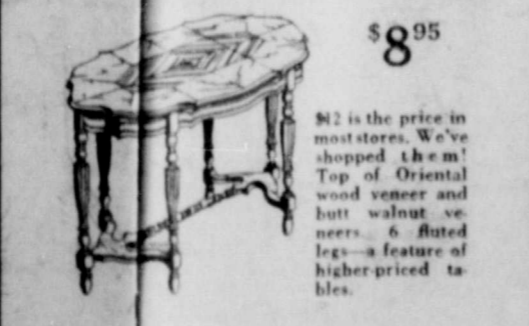 $8.95
$12 is the price in
most stores. We've
shopped them!
Top of Oriental
wood veneer and
butt walnut ve-
neers. 6 fluted
legs—a feature of
higher-priced ta-
bles.